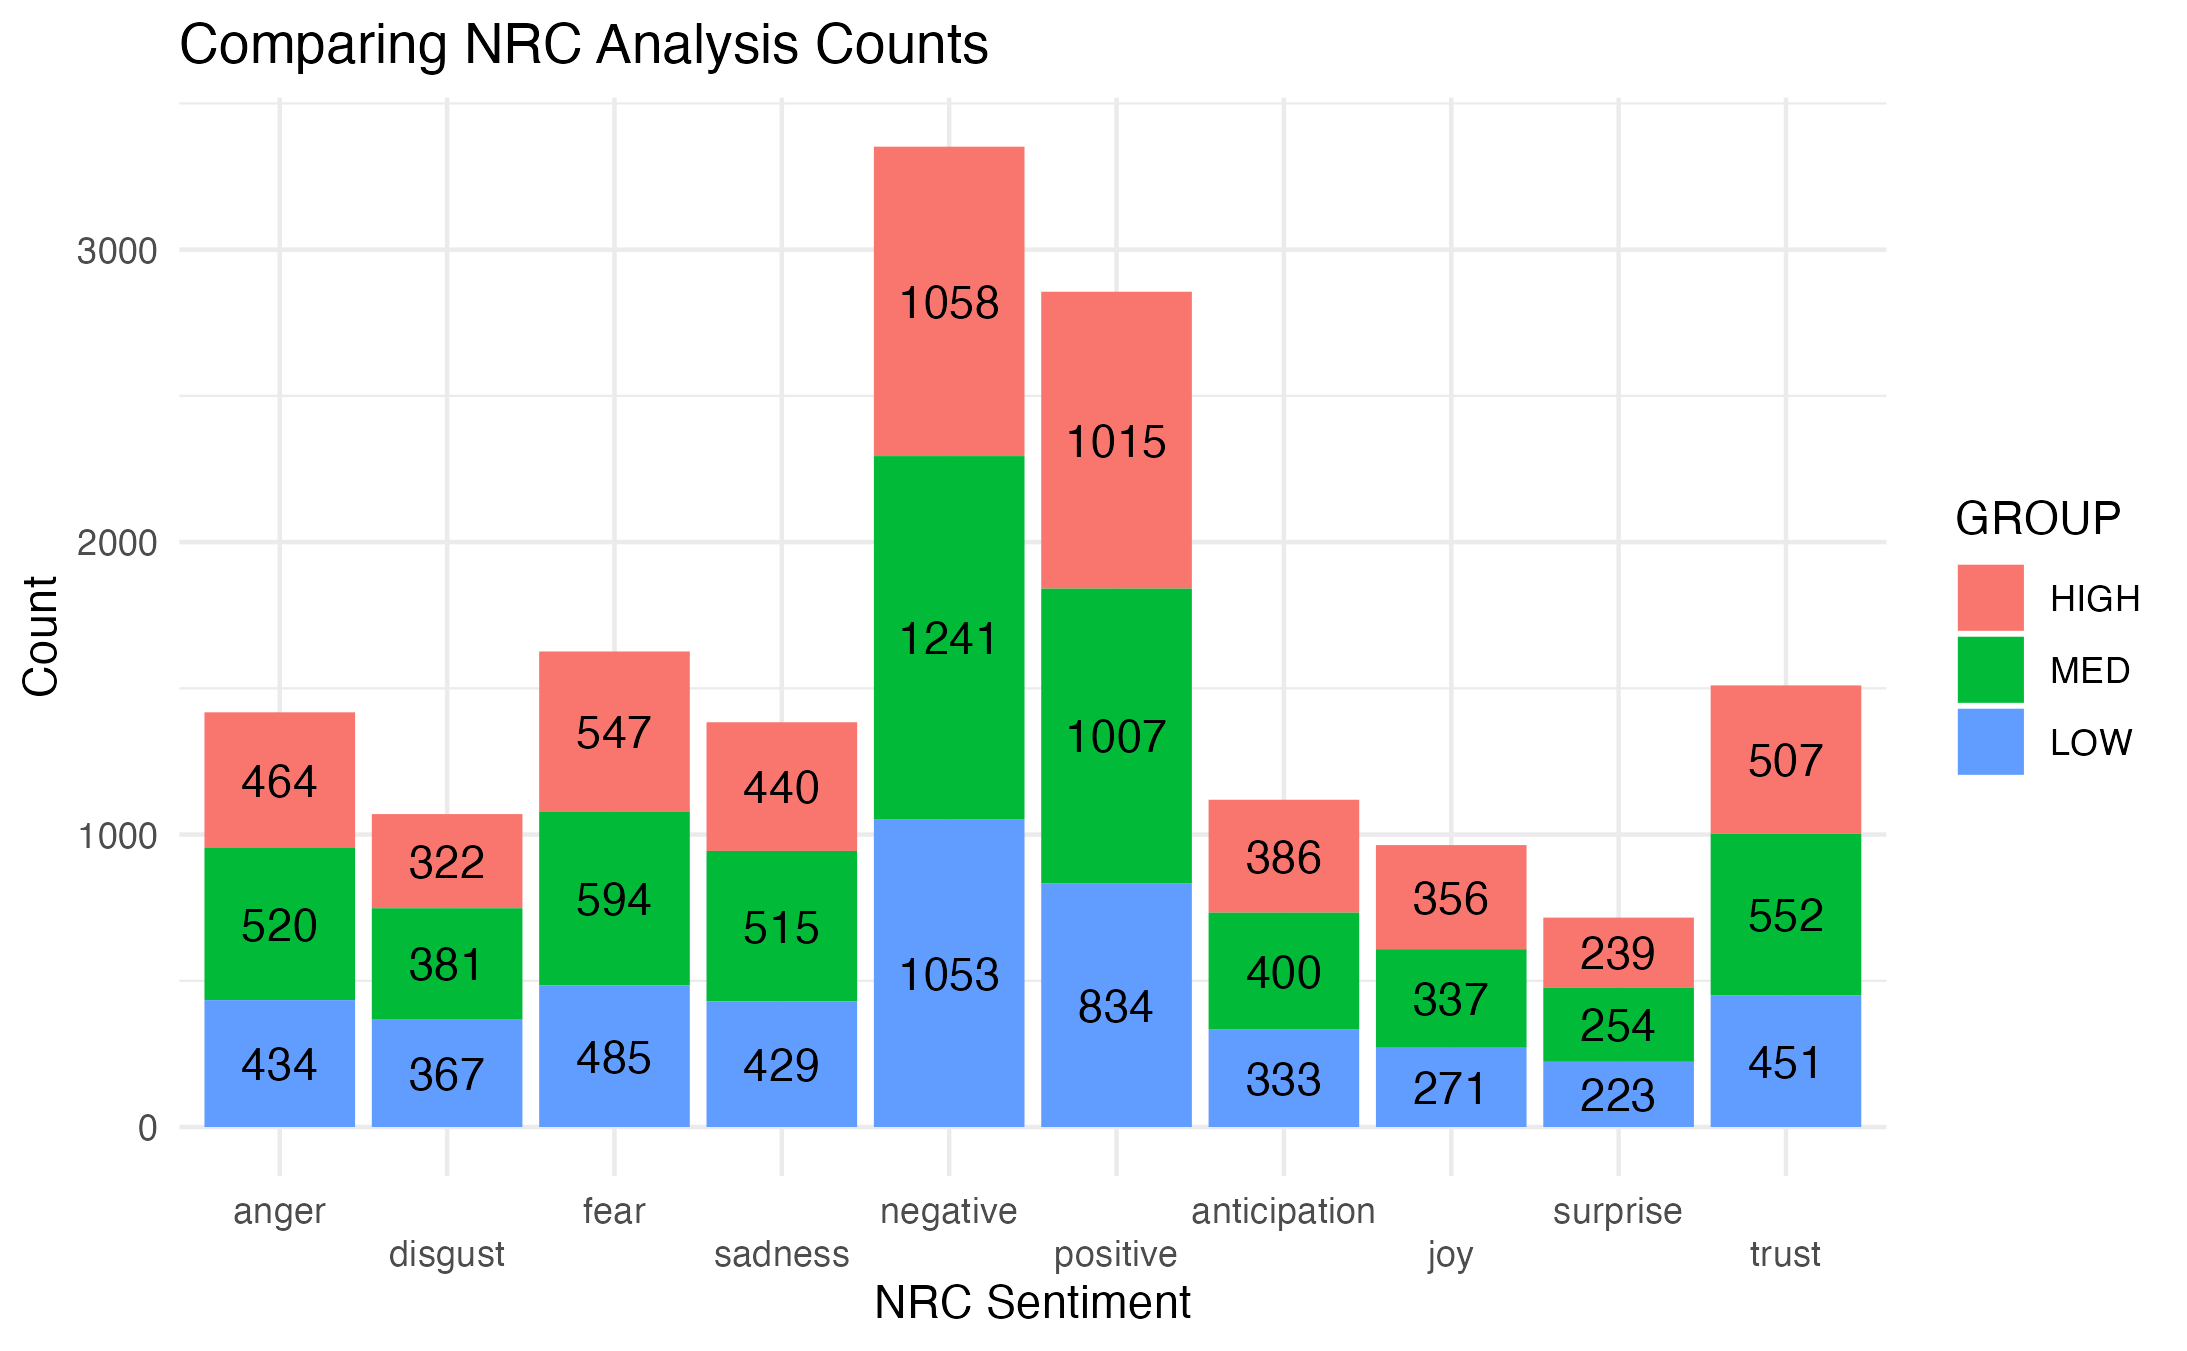 Comparing NRC Analysis Counts
3000
2000
1000
0
Count
1058
1015
1241
1007
1053
834
464
520
434
322
381
367
547
594
485
440
515
429
386
400
333
356
337
271
239
254
223
507
552
451
anger
disgust
fear
sadness
negative
positive
anticipation
joy
surprise
trust
NRC Sentiment
GROUP
HIGH
MED
LOW